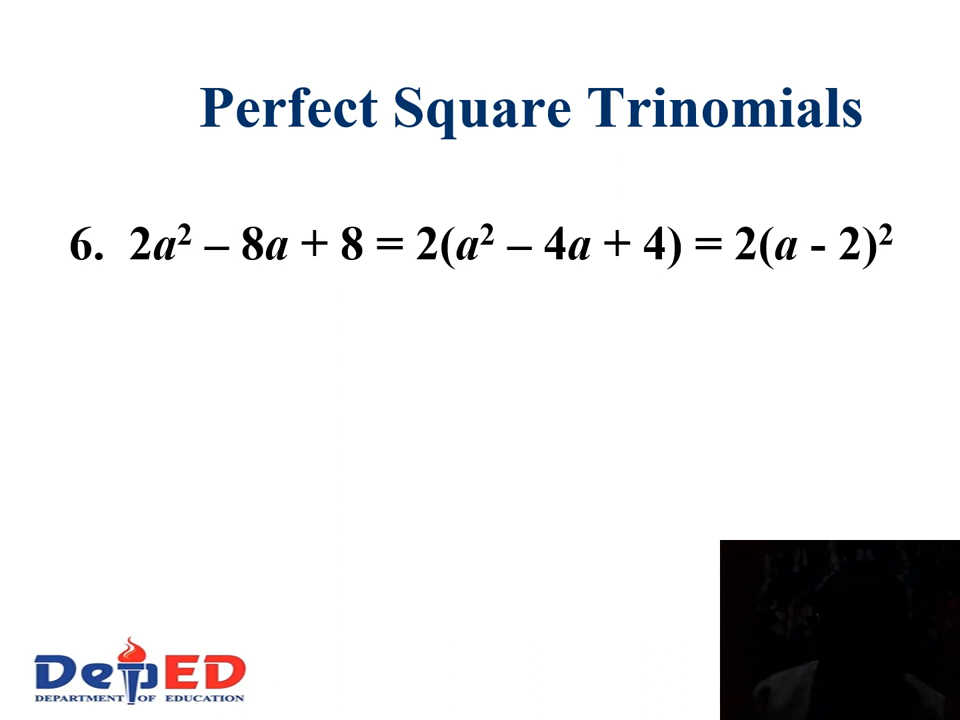 Perfect Square Trinomials
6. 2a² – 8a + 8 = 2(a² – 4a + 4) = 2(a - 2)²
DepED
DEPARTMENT OF EDUCATION